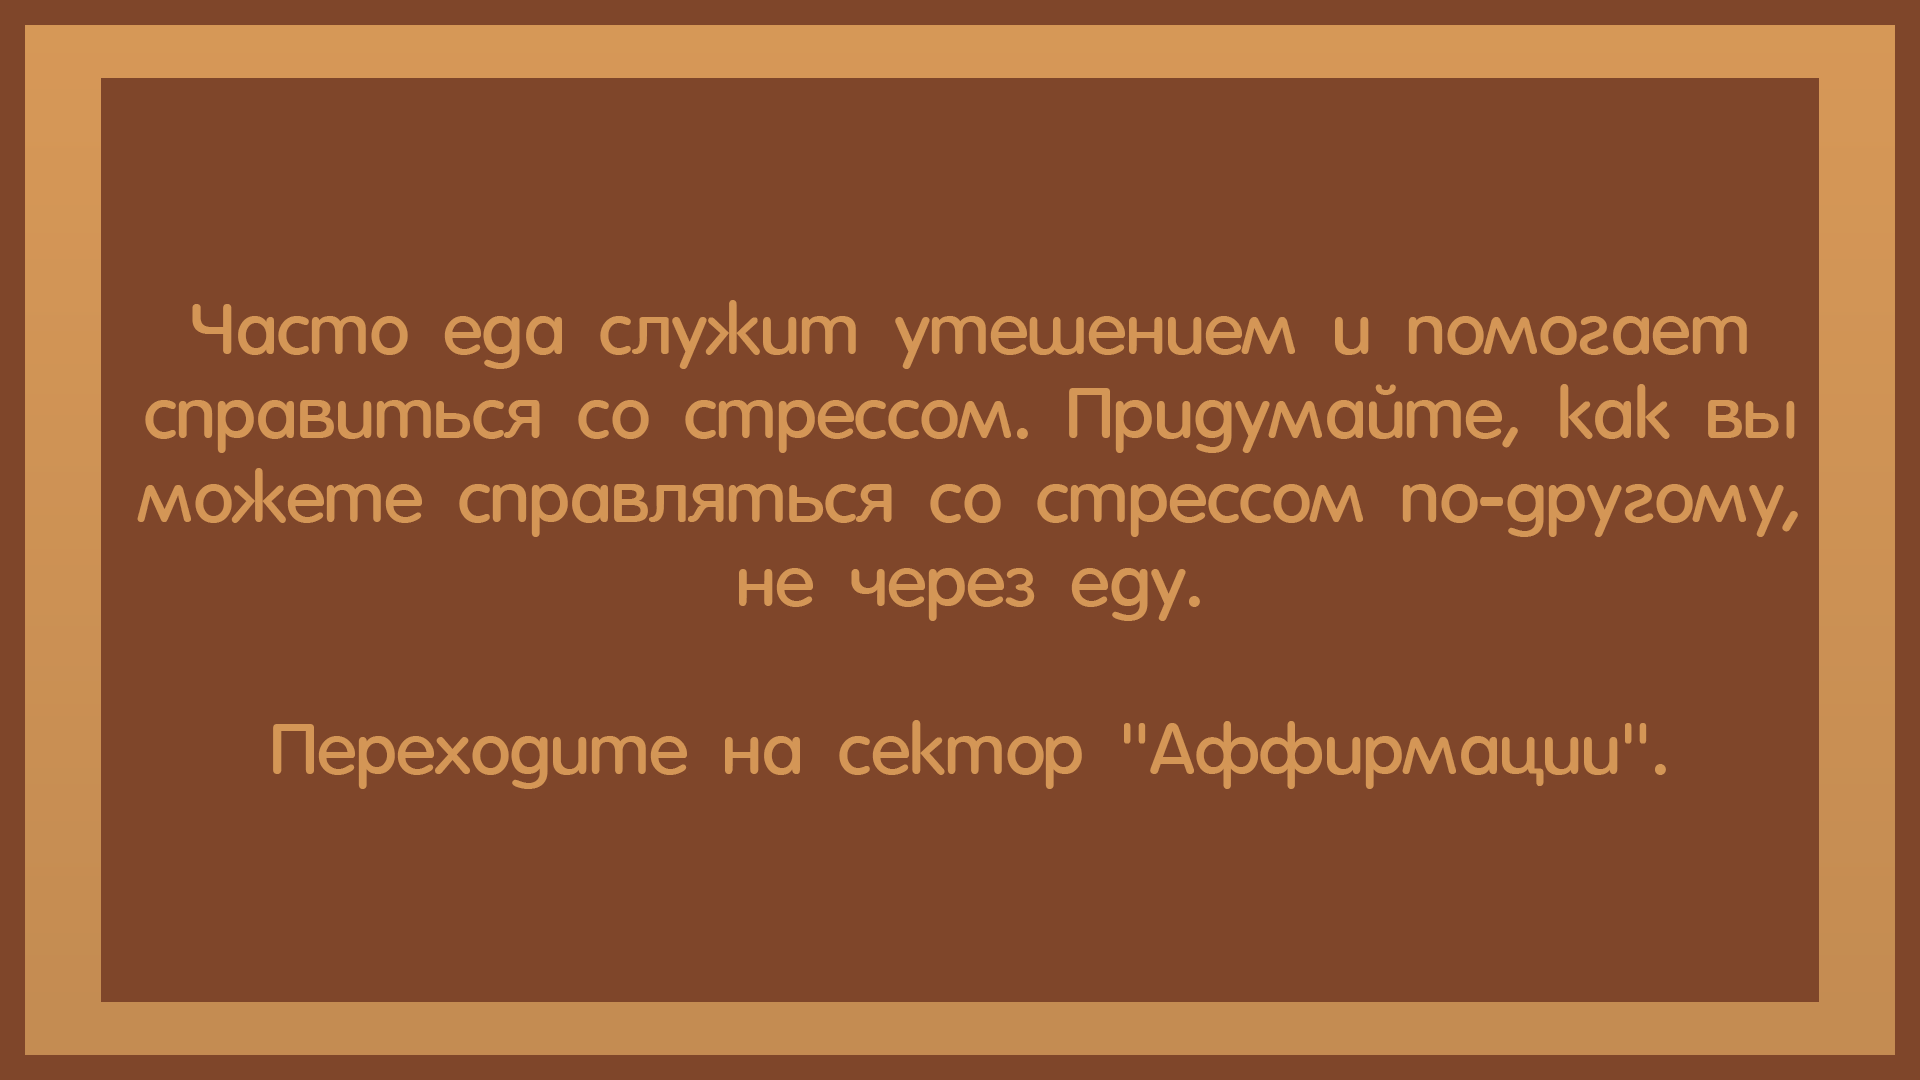 Часто еда служит утешением и помогает
справиться со стрессом. Придумайте, как вы
можете справляться со стрессом по-другому,
не через еду.
Переходите на сектор "Аффирмации".